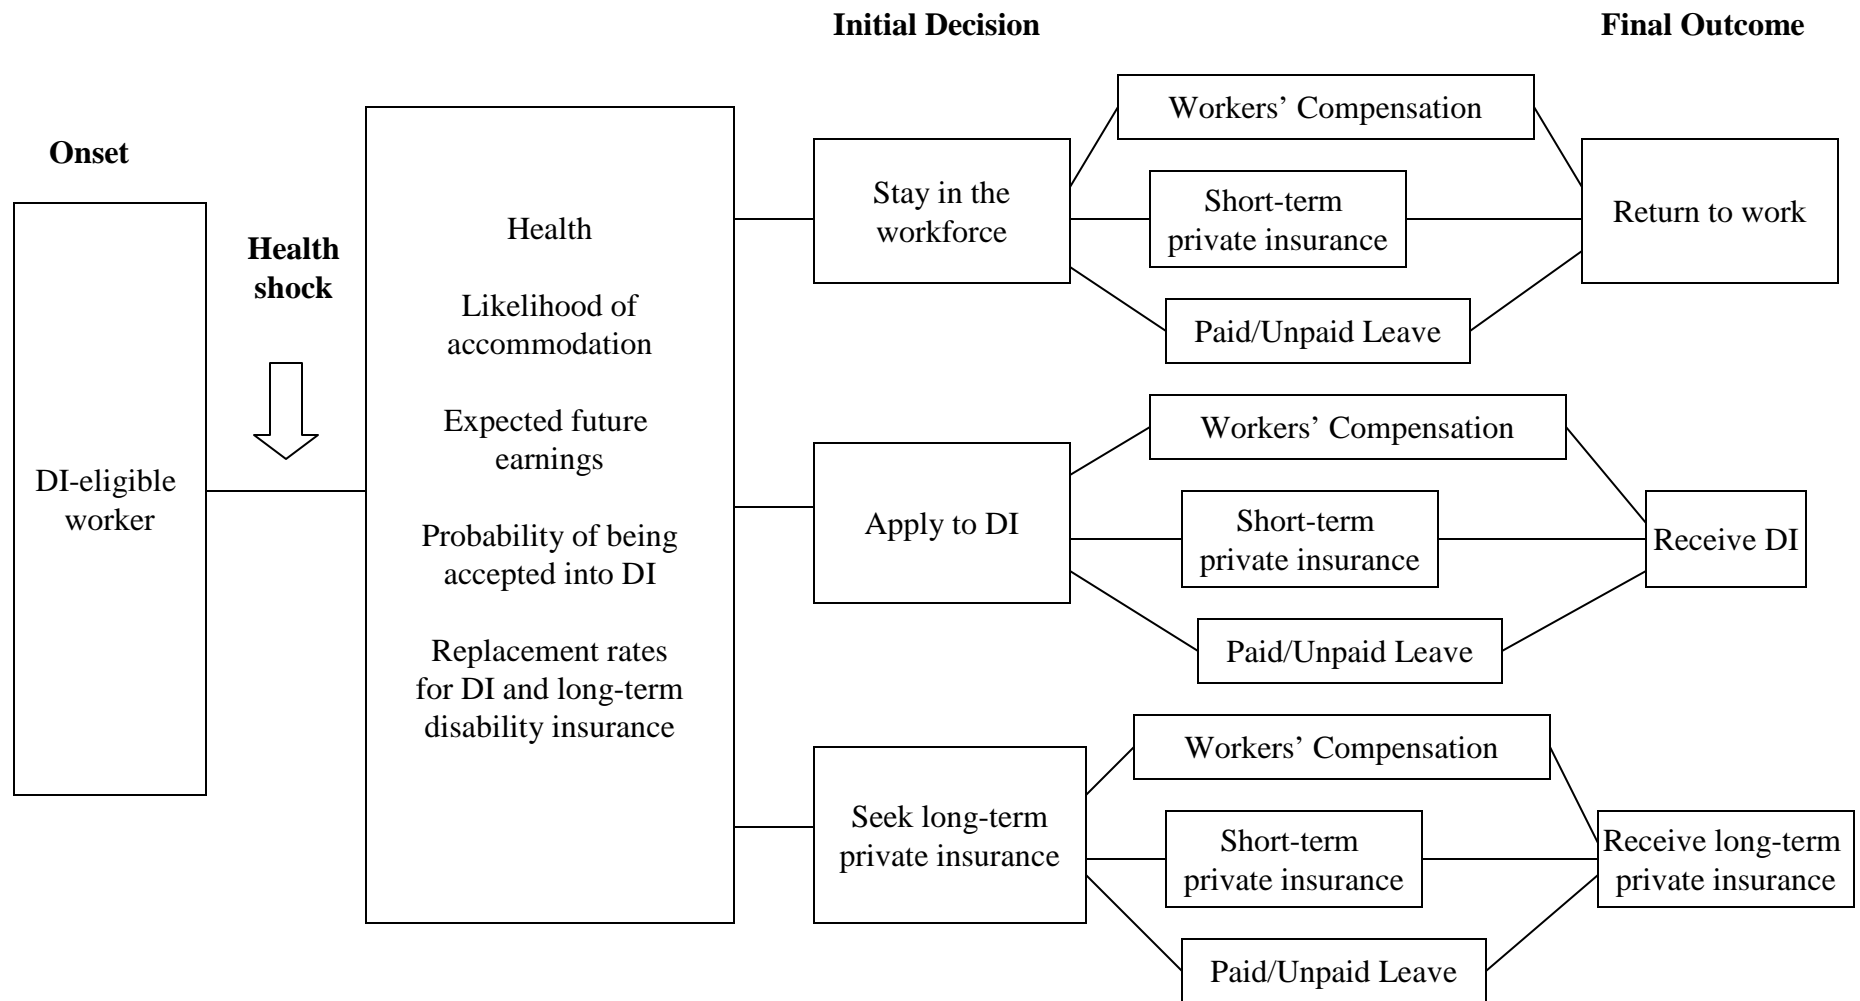 Initial Decision
Final Outcome
Onset
DI-eligible
worker
Health
shock
Health
Likelihood of
accommodation
Expected future
earnings
Probability of being
accepted into DI
Replacement rates
for DI and long-term
disability insurance
Stay in the
workforce
Workers’ Compensation
Short-term
private insurance
Paid/Unpaid Leave
Return to work
Apply to DI
Workers’ Compensation
Short-term
private insurance
Paid/Unpaid Leave
Receive DI
Seek long-term
private insurance
Workers’ Compensation
Short-term
private insurance
Paid/Unpaid Leave
Receive long-term
private insurance